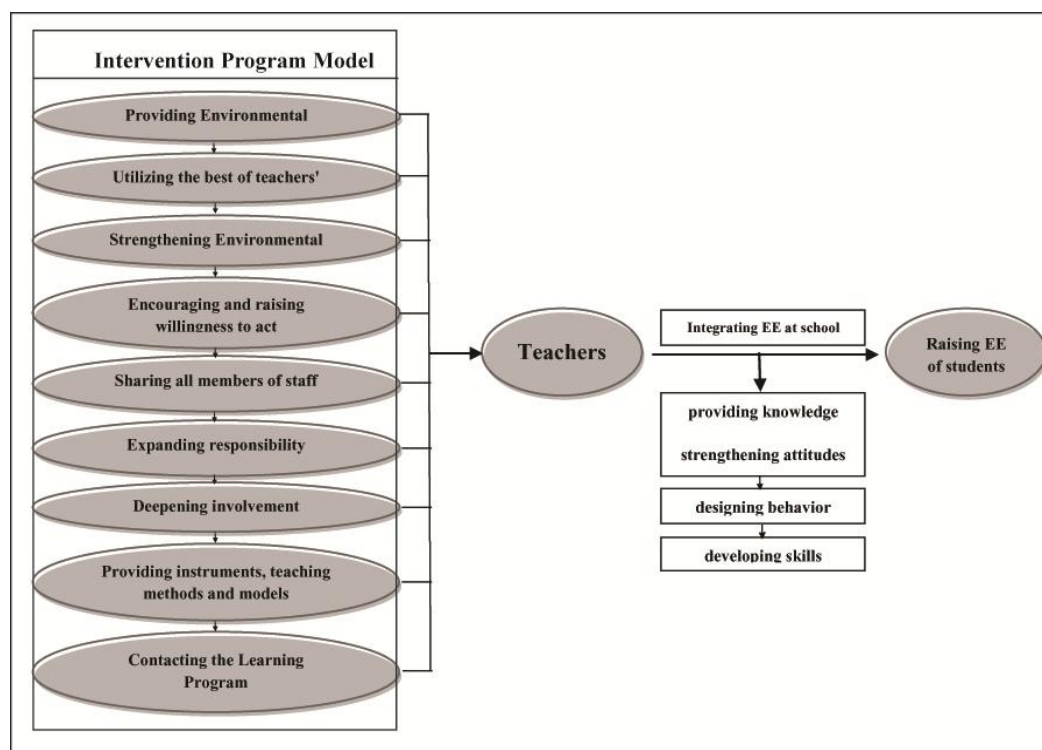 Intervention Program Model
Providing Environmental
Utilizing the best of teachers'
Strengthening Environmental
Encouraging and raising
willingness to act
Sharing all members of staff
Expanding responsibility
Deepening involvement
Providing instruments, teaching
methods and models
Contacting the Learning
Program
Teachers
Integrating EE at school
providing knowledge
strengthening attitudes
designing behavior
developing skills
Raising EE
of students